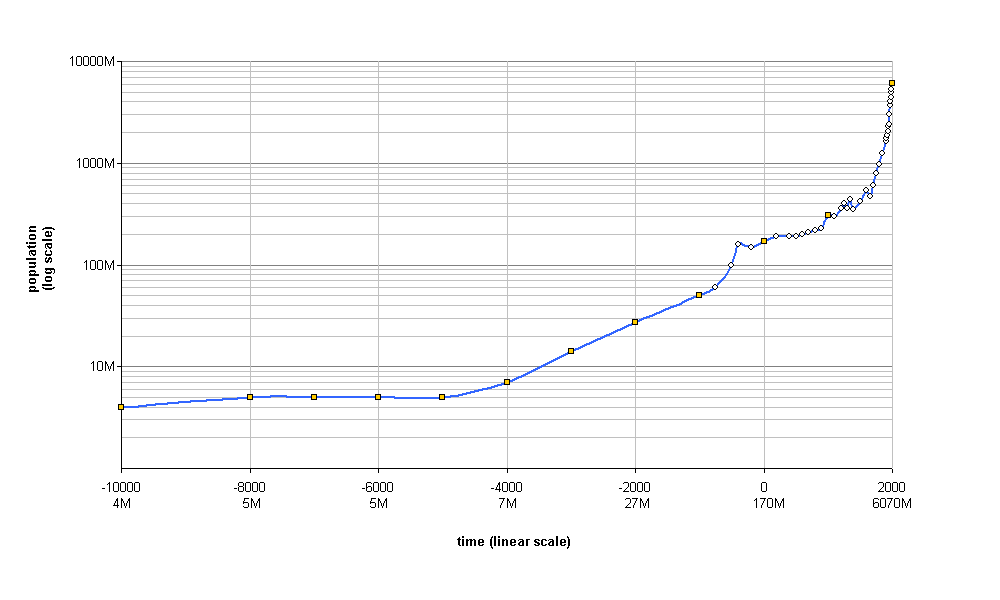 10000M
1000M
100M
10M
population
(log scale)
-10000 -8000 -6000 -4000 -2000 0 2000
4M 5M 5M 7M 27M 170M 6070M
time (linear scale)